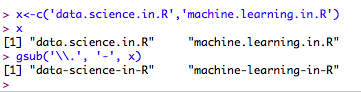 > x<-c('data.science.in.R','machine.learning.in.R')
> x
[1] "data.science.in.R"     "machine.learning.in.R"
> gsub('\\.', '-', x)
[1] "data-science-in-R"     "machine-learning-in-R"
>